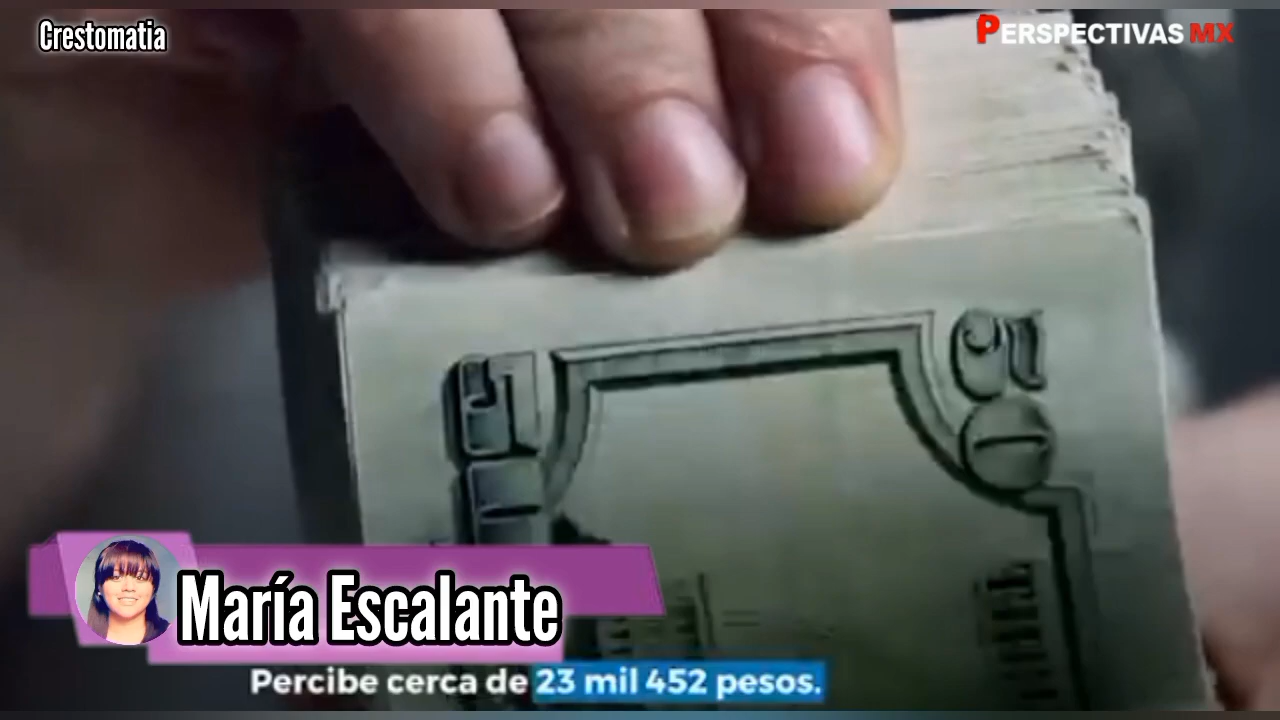 Crestomatia
PERSPECTIVAS MX
María Escalante
Percibe cerca de 23 mil 452 pesos.